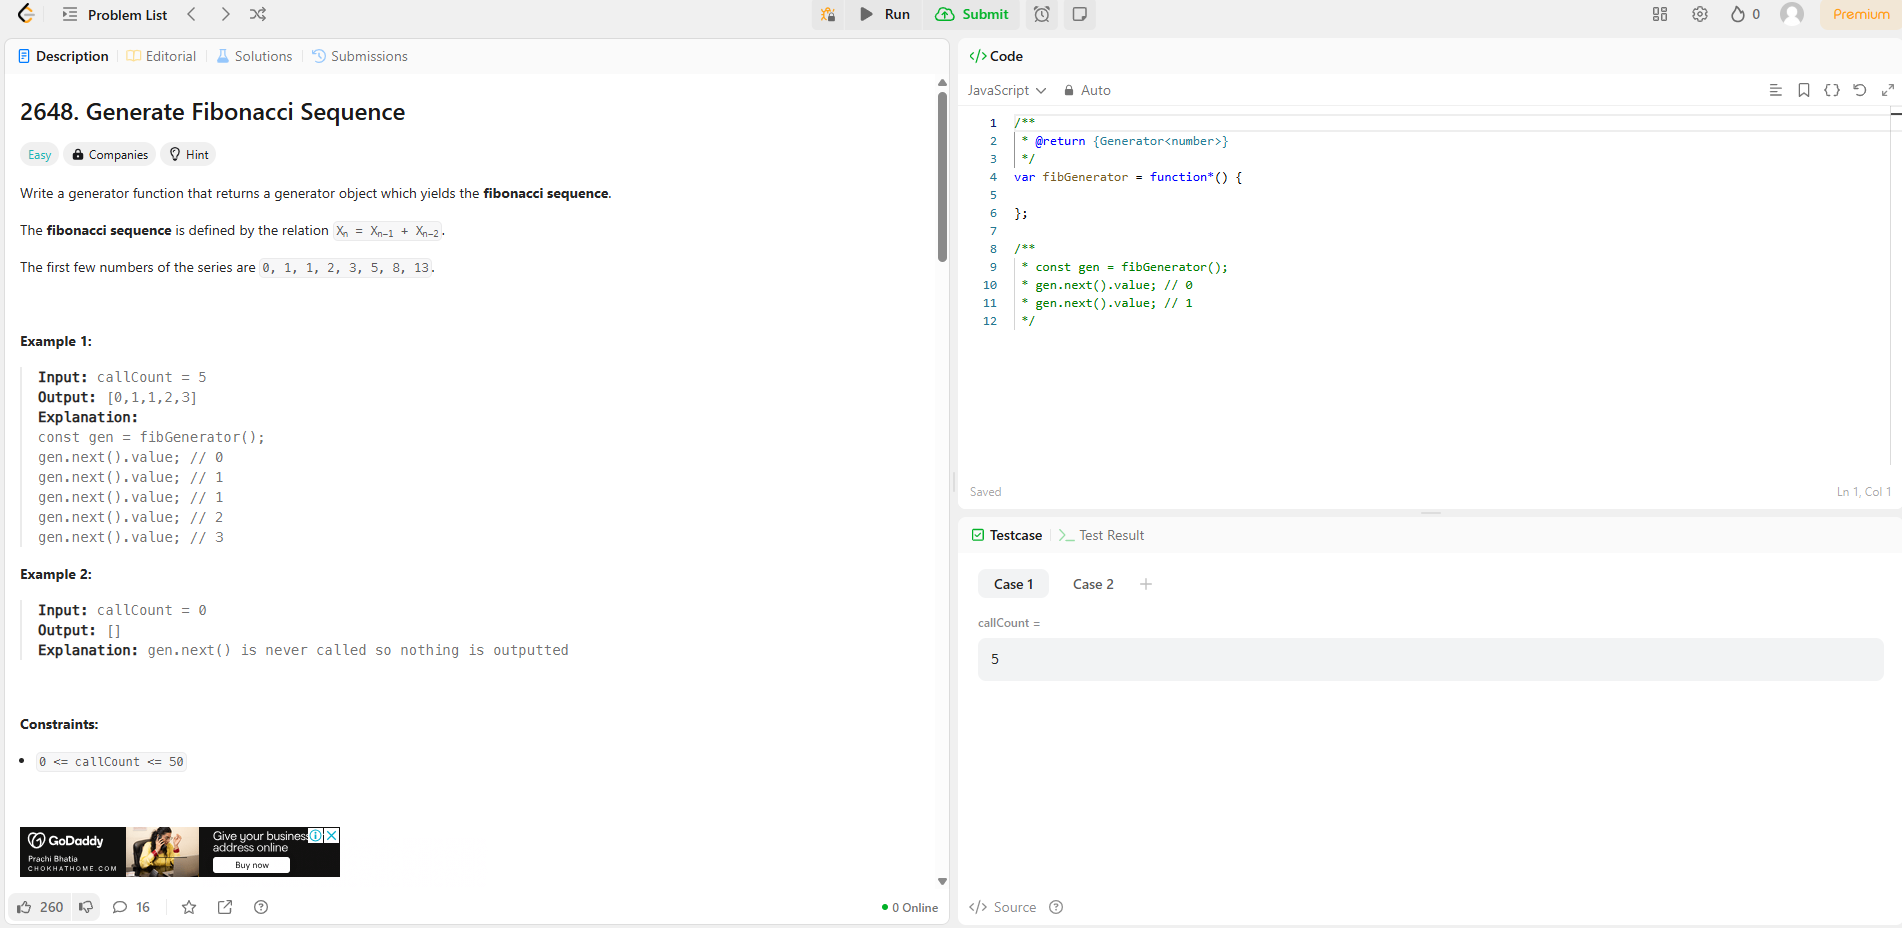 Problem List
Run
Submit
0
Premium
Description
Editorial
Solutions
Submissions
2648. Generate Fibonacci Sequence
Easy
Companies
Hint
Write a generator function that returns a generator object which yields the fibonacci sequence.
The fibonacci sequence is defined by the relation Xn = Xn-1 + Xn-2.
The first few numbers of the series are 0, 1, 1, 2, 3, 5, 8, 13.
Example 1:
Input: callCount = 5
Output: [0,1,1,2,3]
Explanation:
const gen = fibGenerator();
gen.next().value; // 0
gen.next().value; // 1
gen.next().value; // 1
gen.next().value; // 2
gen.next().value; // 3
Example 2:
Input: callCount = 0
Output: []
Explanation: gen.next() is never called so nothing is outputted
Constraints:
0 <= callCount <= 50
GoDaddy
Prachi Bhatia
CHOKHATHOME.COM
Give your business
address online
Buy now
260
16
0 Online
</> Code
JavaScript
Auto
1 /**
2  * @return {Generator<number>}
3  */
4 var fibGenerator = function*() {
5
6 };
7
8 /**
9  * const gen = fibGenerator();
10  * gen.next().value; // 0
11  * gen.next().value; // 1
12  */
Saved
Ln 1, Col 1
Testcase
Test Result
Case 1
Case 2
callCount =
5
</> Source